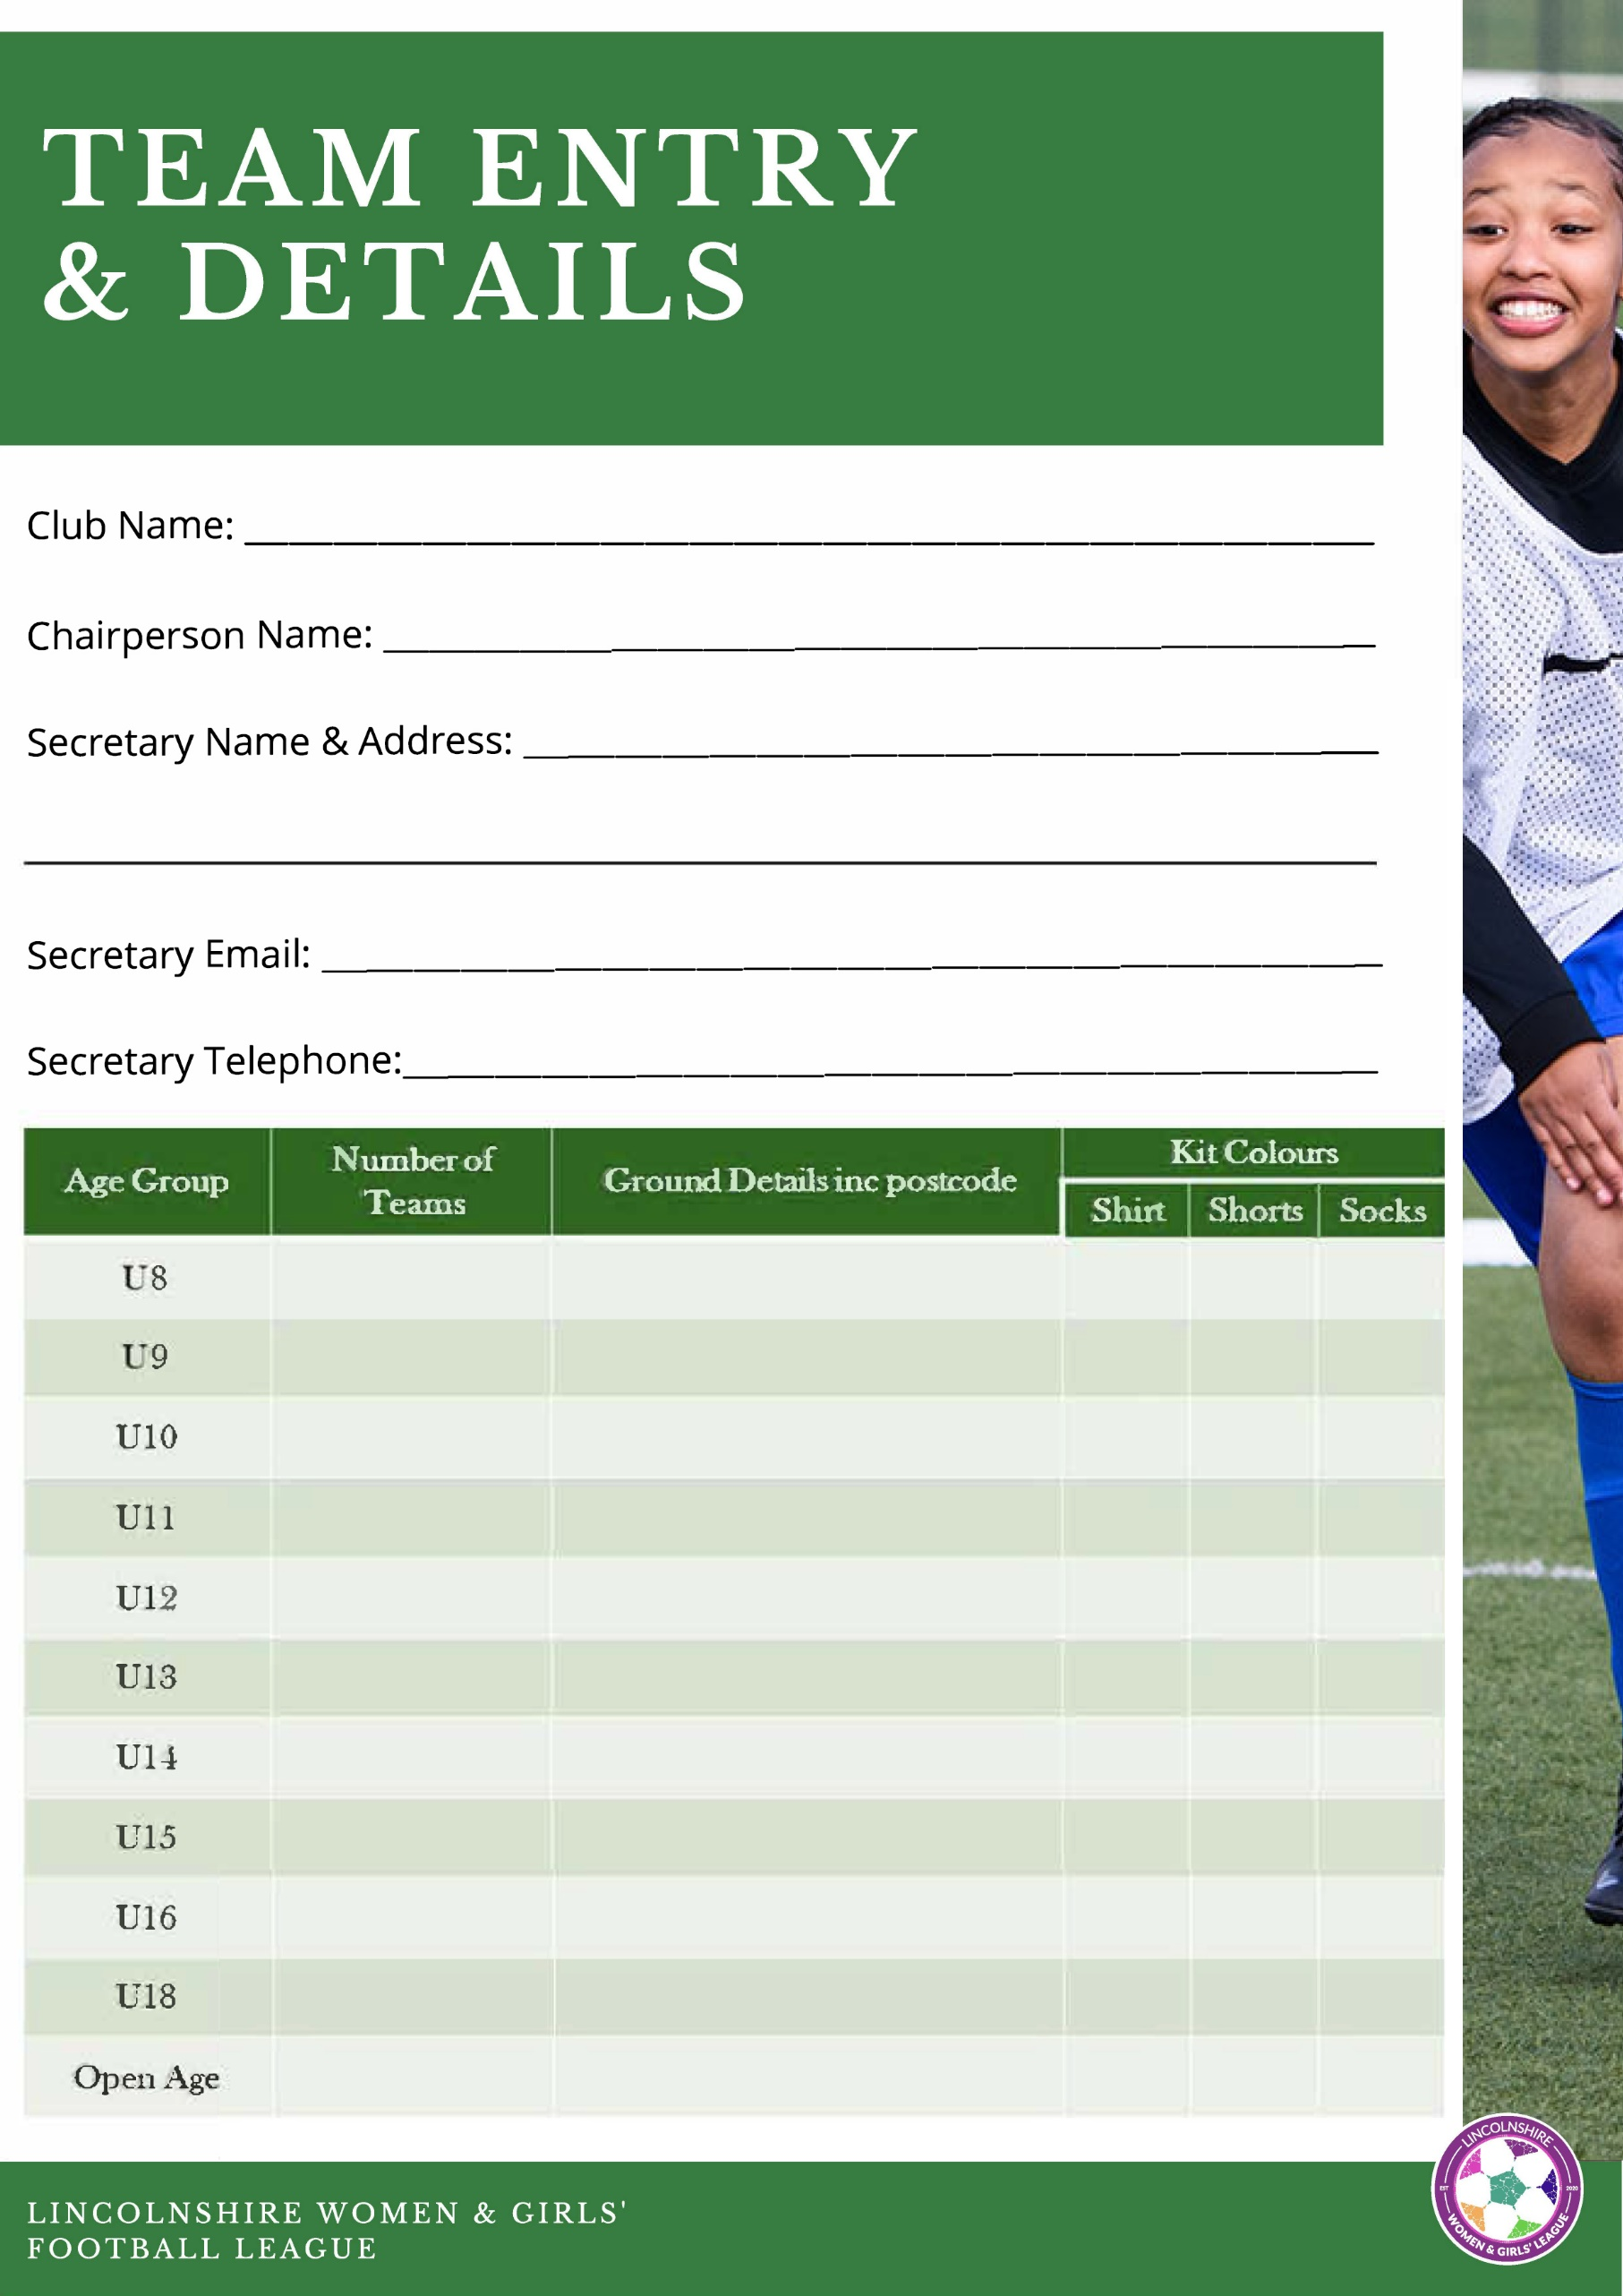 TEAM ENTRY
& DETAILS
Club Name:
Chairperson Name:
Secretary Name & Address:
Secretary Email:
Secretary Telephone:
Age Group
Number of
Teams
Ground Details inc postcode
Kit Colours
Shirt
Shorts
Socks
U8
U9
U10
U11
U12
U13
U14
U15
U16
U18
Open Age
LINCOLNSHIRE WOMEN & GIRLS'
FOOTBALL LEAGUE
LINCOLNSHIRE
EST
2020
WOMEN & GIRLS' LEAGUE